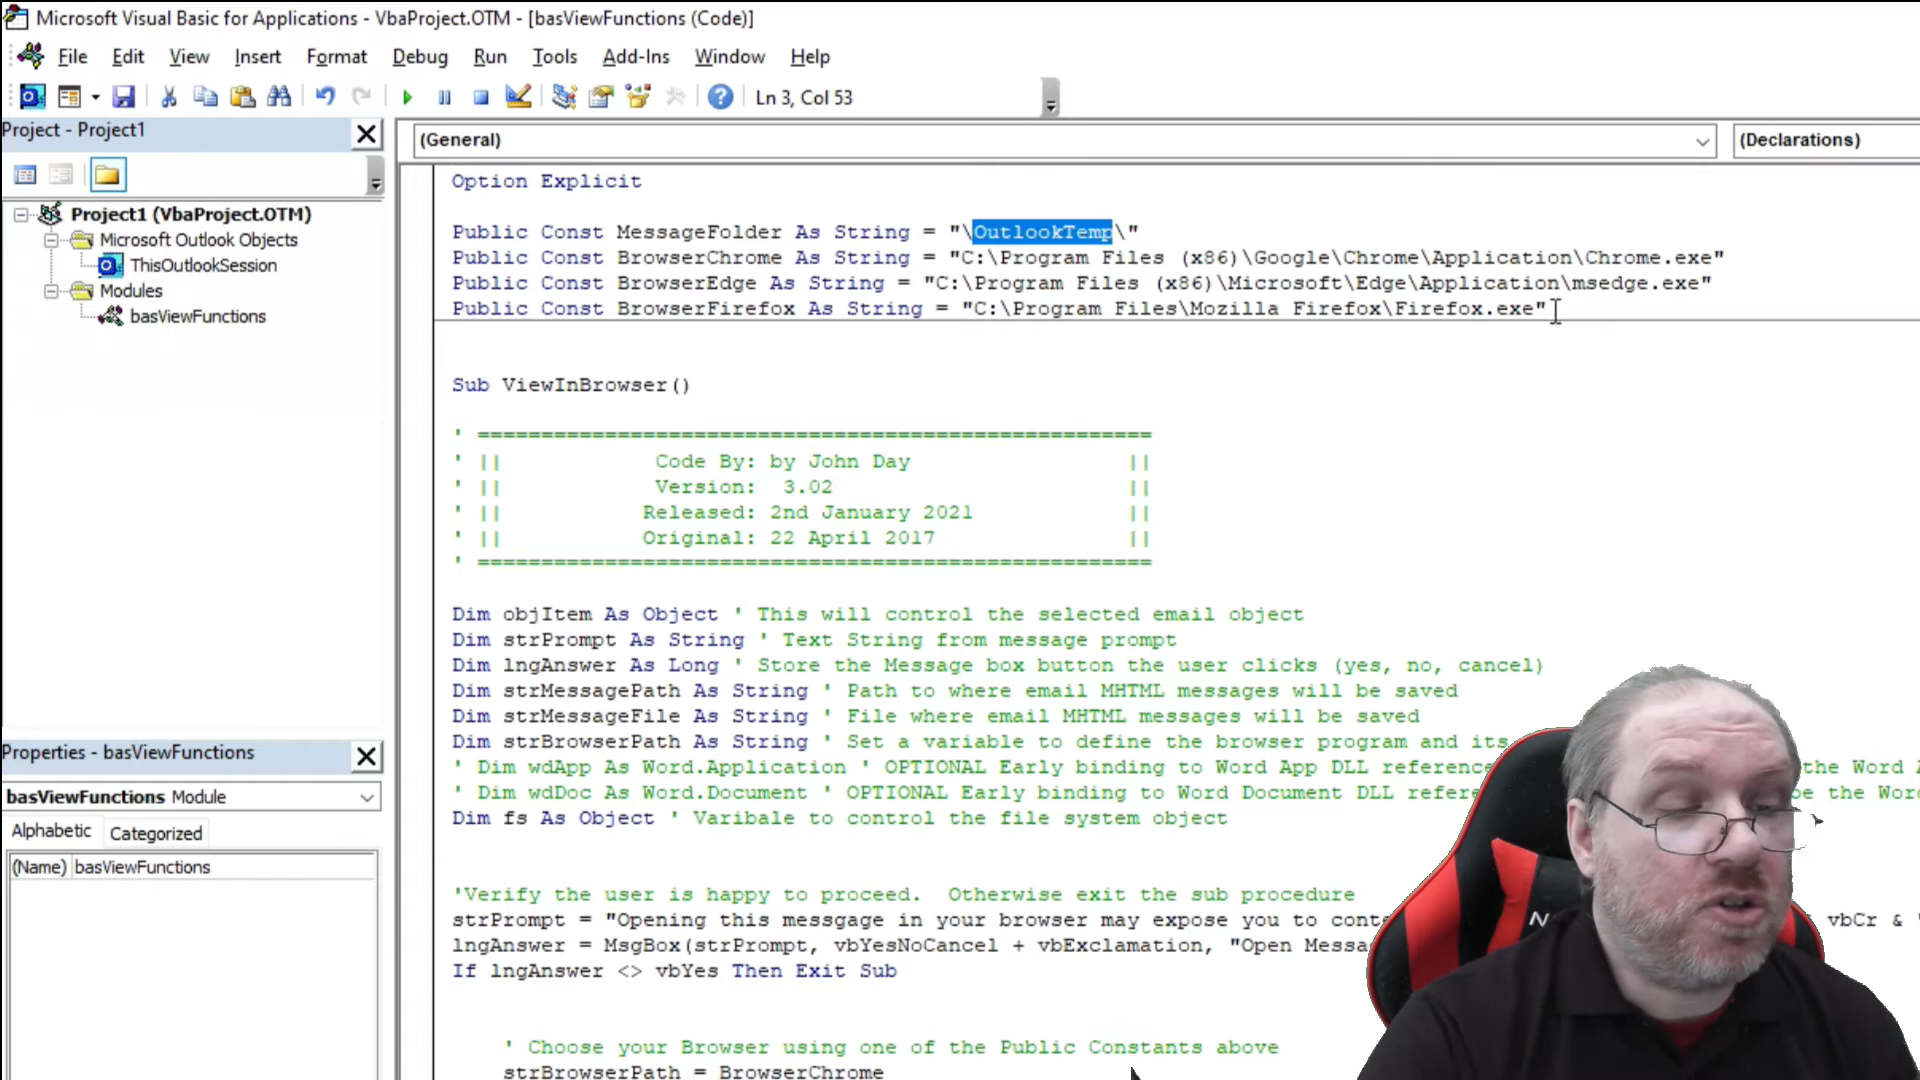 Microsoft Visual Basic for Applications - VbaProject.OTM - [basViewFunctions (Code)]
File Edit View Insert Format Debug Run Tools Add-Ins Window Help
Ln 3, Col 53
Project - Project1
(General)
(Declarations)
Project1 (VbaProject.OTM)
Microsoft Outlook Objects
ThisOutlookSession
Modules
basViewFunctions
Properties - basViewFunctions
basViewFunctions Module
Alphabetic Categorized
(Name) basViewFunctions
Option Explicit
Public Const MessageFolder As String = "\OutlookTemp\"
Public Const BrowserChrome As String = "C:\Program Files (x86)\Google\Chrome\Application\Chrome.exe"
Public Const BrowserEdge As String = "C:\Program Files (x86)\Microsoft\Edge\Application\msedge.exe"
Public Const BrowserFirefox As String = "C:\Program Files\Mozilla Firefox\Firefox.exe"
Sub ViewInBrowser()
' =====================================================
' || Code By: by John Day ||
' || Version: 3.02 ||
' || Released: 2nd January 2021 ||
' || Original: 22 April 2017 ||
' =====================================================
Dim objItem As Object ' This will control the selected email object
Dim strPrompt As String ' Text String from message prompt
Dim lngAnswer As Long ' Store the Message box button the user clicks (yes, no, cancel)
Dim strMessagePath As String ' Path to where email MHTML messages will be saved
Dim strMessageFile As String ' File where email MHTML messages will be saved
Dim strBrowserPath As String ' Set a variable to define the browser program and its
' Dim wdApp As Word.Application ' OPTIONAL Early binding to Word App DLL reference the Word
' Dim wdDoc As Word.Document ' OPTIONAL Early binding to Word Document DLL the Word
Dim fs As Object ' Varibale to control the file system object
'Verify the user is happy to proceed. Otherwise exit the sub procedure
strPrompt = "Opening this messgage in your browser may expose you to vbCr &
lngAnswer = MsgBox(strPrompt, vbYesNoCancel + vbExclamation, "Open
If lngAnswer <> vbYes Then Exit Sub
' Choose your Browser using one of the Public Constants above
strBrowserPath = BrowserChrome